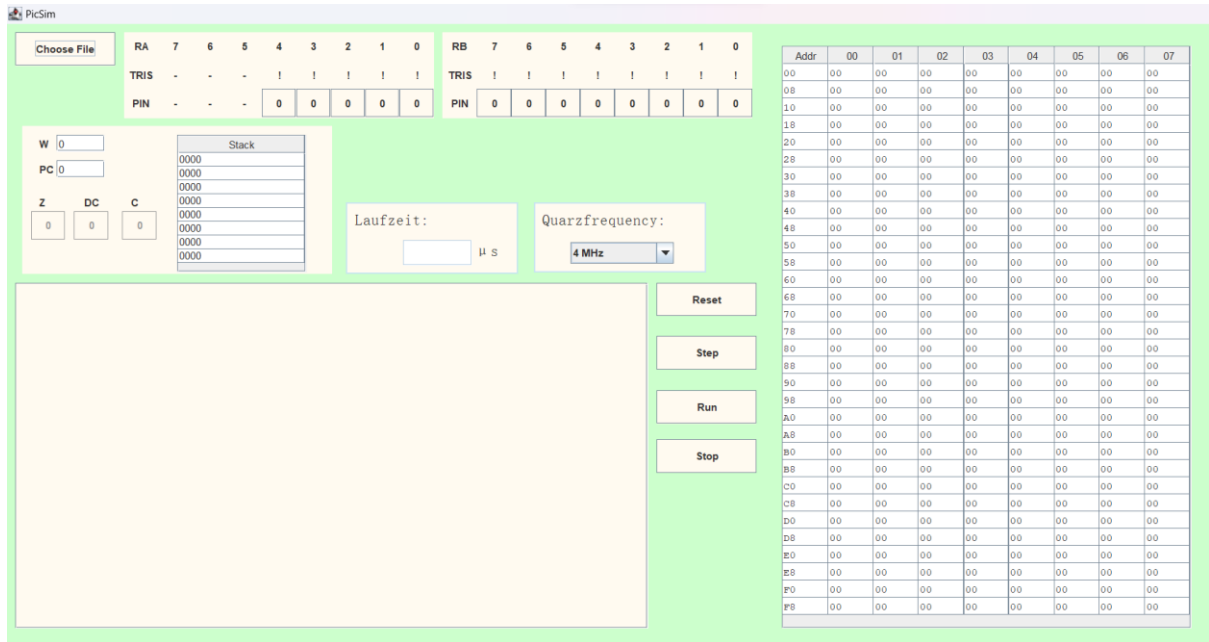 PicSim
Choose File
RA 7 6 5 4 3 2 1 0
TRIS - - - ! ! ! ! !
PIN - - - 0 0 0 0 0
RB 7 6 5 4 3 2 1 0
TRIS ! ! ! ! ! ! ! !
PIN 0 0 0 0 0 0 0 0
W 0
PC 0
Z DC C
0 0 0
Stack
0000
0000
0000
0000
0000
0000
0000
0000
Laufzeit:
μs
Quarzfrequency:
4 MHz
Reset
Step
Run
Stop
Addr 00 01 02 03 04 05 06 07
00 00 00 00 00 00 00 00 00
08 00 00 00 00 00 00 00 00
10 00 00 00 00 00 00 00 00
18 00 00 00 00 00 00 00 00
20 00 00 00 00 00 00 00 00
28 00 00 00 00 00 00 00 00
30 00 00 00 00 00 00 00 00
38 00 00 00 00 00 00 00 00
40 00 00 00 00 00 00 00 00
48 00 00 00 00 00 00 00 00
50 00 00 00 00 00 00 00 00
58 00 00 00 00 00 00 00 00
60 00 00 00 00 00 00 00 00
68 00 00 00 00 00 00 00 00
70 00 00 00 00 00 00 00 00
78 00 00 00 00 00 00 00 00
80 00 00 00 00 00 00 00 00
88 00 00 00 00 00 00 00 00
90 00 00 00 00 00 00 00 00
98 00 00 00 00 00 00 00 00
A0 00 00 00 00 00 00 00 00
A8 00 00 00 00 00 00 00 00
B0 00 00 00 00 00 00 00 00
B8 00 00 00 00 00 00 00 00
C0 00 00 00 00 00 00 00 00
C8 00 00 00 00 00 00 00 00
D0 00 00 00 00 00 00 00 00
D8 00 00 00 00 00 00 00 00
E0 00 00 00 00 00 00 00 00
E8 00 00 00 00 00 00 00 00
F0 00 00 00 00 00 00 00 00
F8 00 00 00 00 00 00 00 00